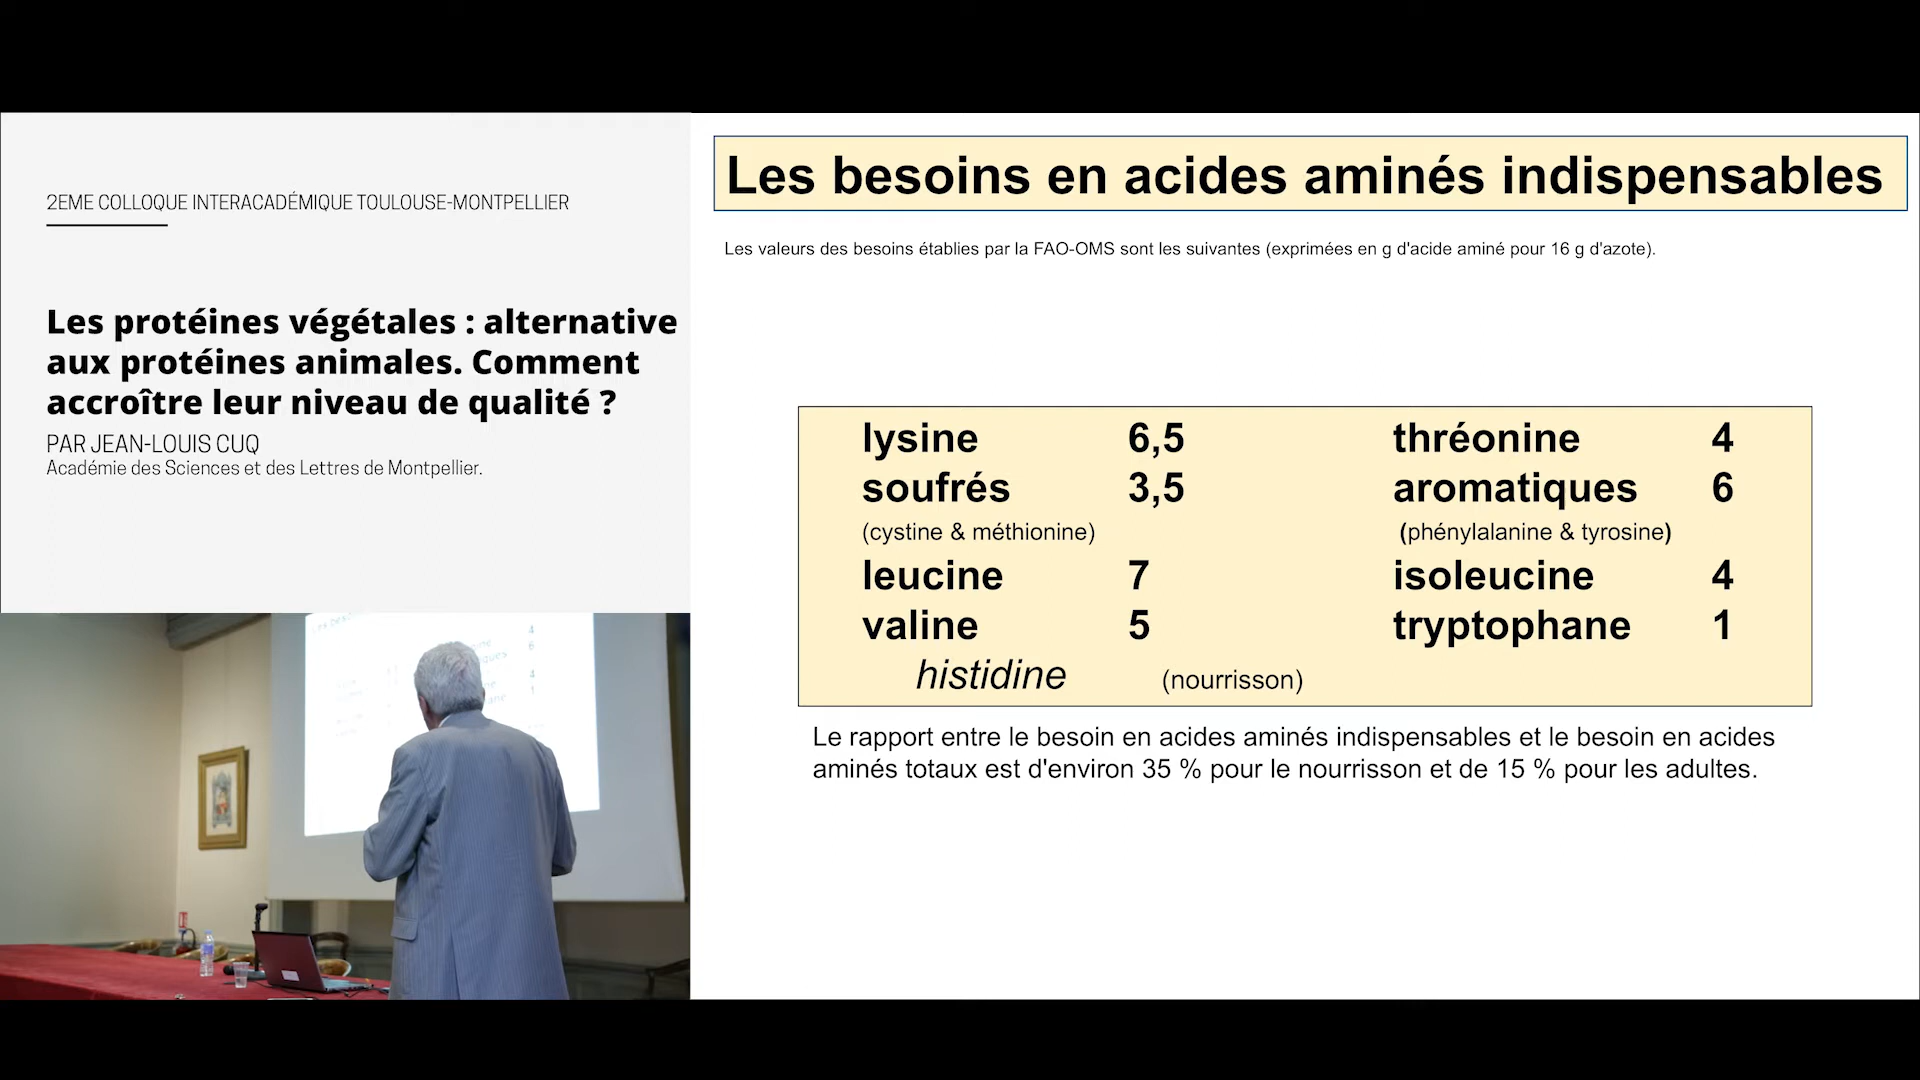 2EME COLLOQUE INTERACADÉMIQUE TOULOUSE-MONTPELLIER
Les protéines végétales : alternative
aux protéines animales. Comment
accroître leur niveau de qualité ?
PAR JEAN-LOUIS CUQ
Académie des Sciences et des Lettres de Montpellier.
Les besoins en acides aminés indispensables
Les valeurs des besoins établies par la FAO-OMS sont les suivantes (exprimées en g d'acide aminé pour 16 g d'azote).
lysine 6,5 thréonine 4
soufrés 3,5 aromatiques 6
(cystine & méthionine) (phénylalanine & tyrosine)
leucine 7 isoleucine 4
valine 5 tryptophane 1
histidine (nourrisson)
Le rapport entre le besoin en acides aminés indispensables et le besoin en acides
aminés totaux est d'environ 35 % pour le nourrisson et de 15 % pour les adultes.